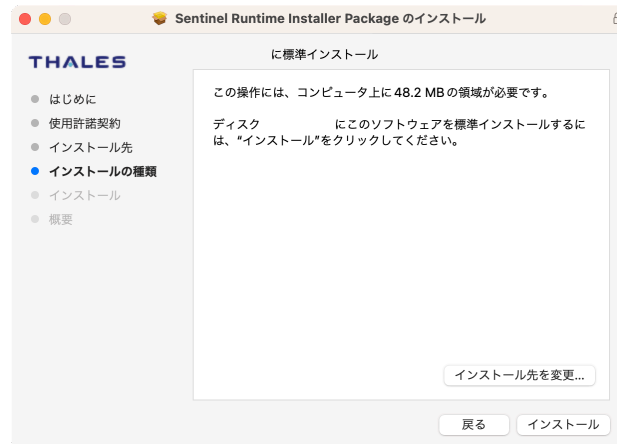 Sentinel Runtime Installer Package のインストール
THALES
に標準インストール
はじめに
使用許諾契約
インストール先
インストールの種類
インストール
概要
この操作には、コンピュータ上に48.2 MBの領域が必要です。
ディスク にこのソフトウェアを標準インストールするに
は、“インストール”をクリックしてください。
インストール先を変更...
戻る
インストール